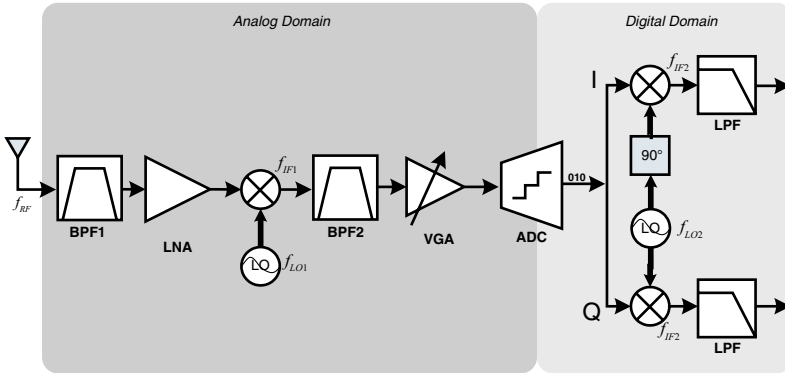 Analog Domain
Digital Domain
I
f_IF2
LPF
90°
f_RF
BPF1
LNA
f_IF1
BPF2
VGA
ADC
010
LO
f_LO1
LO
f_LO2
Q
f_IF2
LPF